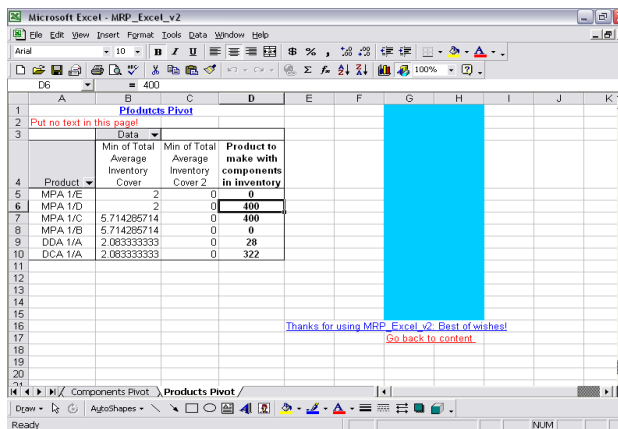 Microsoft Excel - MRP_Excel_v2
File Edit View Insert Format Tools Data Window Help
Arial 10 B I U $ % ,
100%
D6 = 400
A B C D E F G H I J K
1 Pfodutcts Pivot
2 Put no text in this page!
3 Data
Min of Total Average Inventory Cover
Min of Total Average Inventory Cover 2
Product to make with components in inventory
4 Product
5 MPA 1/E 2 0 0
6 MPA 1/D 2 0 400
7 MPA 1/C 5.714285714 0 400
8 MPA 1/B 5.714285714 0 0
9 DDA 1/A 2.083333333 0 28
10 DCA 1/A 2.083333333 0 322
11
12
13
14
15
16 Thanks for using MRP_Excel_v2: Best of wishes!
17 Go back to content
18
19
20
21
Components Pivot Products Pivot
Draw AutoShapes
Ready NUM